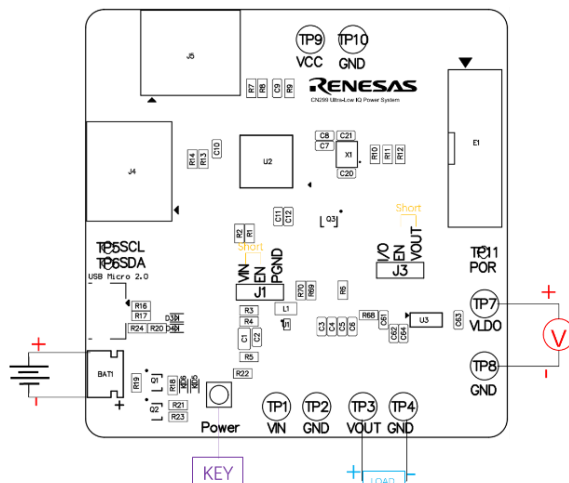 J5
TP9
VCC
TP10
GND
RENESAS
CN299 Ultra-Low IQ Power System
R7
R8
C9
R9
E1
J4
R14
R13
C10
U2
C8
C21
C7
X1
C20
R10
R11
R12
C11
C12
Q3
Short
R2
R1
Short
VIN
EN
PGND
J1
I/O
EN
VOUT
J3
TP5SCL
TP6SDA
USB Micro 2.0
TP11
POR
R70
R69
R6
R16
R17
R24
R20
R3
R4
L1
C1
C2
R5
C3
C4
C5
C6
R68
C61
C62
C64
U3
C63
TP7
VLDO
+
V
-
TP8
GND
+
-
BAT1
+
R19
Q1
R18
R22
Q2
R21
R23
Power
TP1
VIN
TP2
GND
TP3
VOUT
TP4
GND
KEY
+
LOAD
-